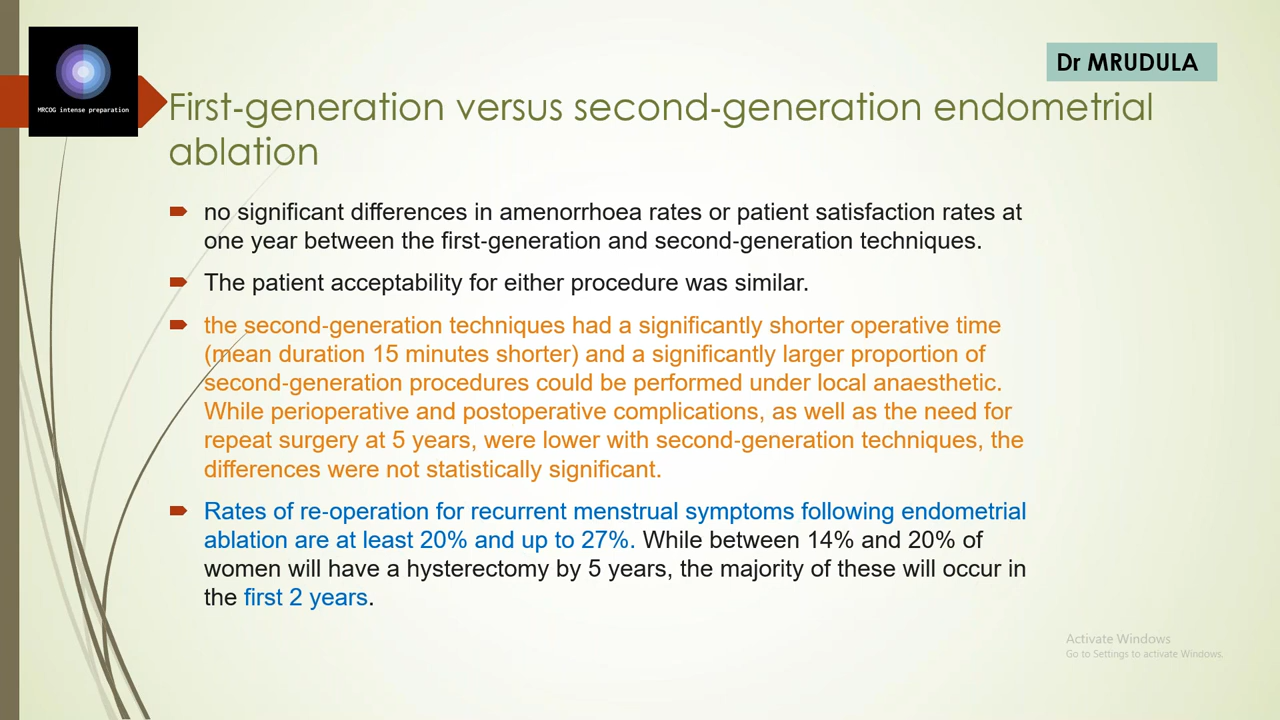 MRCOG intense preparation
Dr MRUDULA
First-generation versus second-generation endometrial
ablation
no significant differences in amenorrhoea rates or patient satisfaction rates at
one year between the first-generation and second-generation techniques.
The patient acceptability for either procedure was similar.
the second-generation techniques had a significantly shorter operative time
(mean duration 15 minutes shorter) and a significantly larger proportion of
second-generation procedures could be performed under local anaesthetic.
While perioperative and postoperative complications, as well as the need for
repeat surgery at 5 years, were lower with second-generation techniques, the
differences were not statistically significant.
Rates of re-operation for recurrent menstrual symptoms following endometrial
ablation are at least 20% and up to 27%. While between 14% and 20% of
women will have a hysterectomy by 5 years, the majority of these will occur in
the first 2 years.
Activate Windows
Go to Settings to activate Windows.